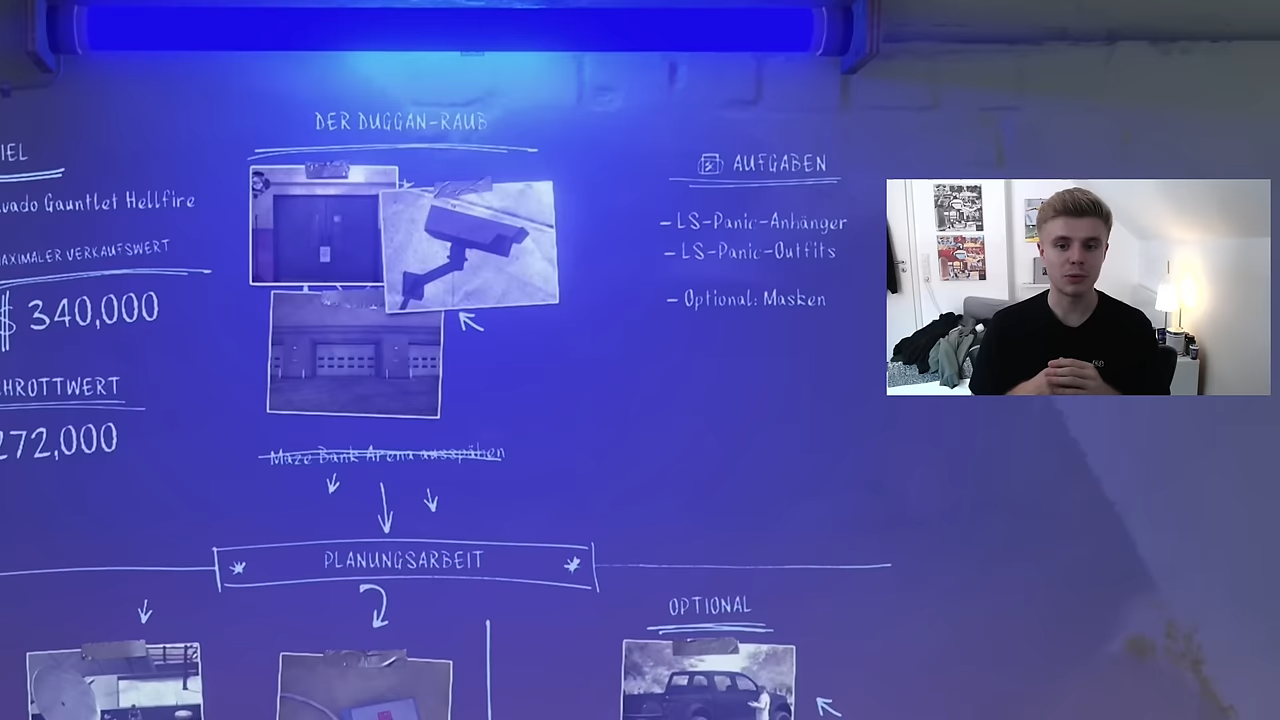 DER DUGGAN-RAUB
IEL
vado Gauntlet Hellfire
MAXIMALER VERKAUFSWERT
$ 340,000
HROTTWERT
272,000
Maze Bank Arena ausspähen
AUFGABEN
-LS-Panic-Anhänger
-LS-Panic-Outfits
- Optional: Masken
PLANUNGSARBEIT
OPTIONAL